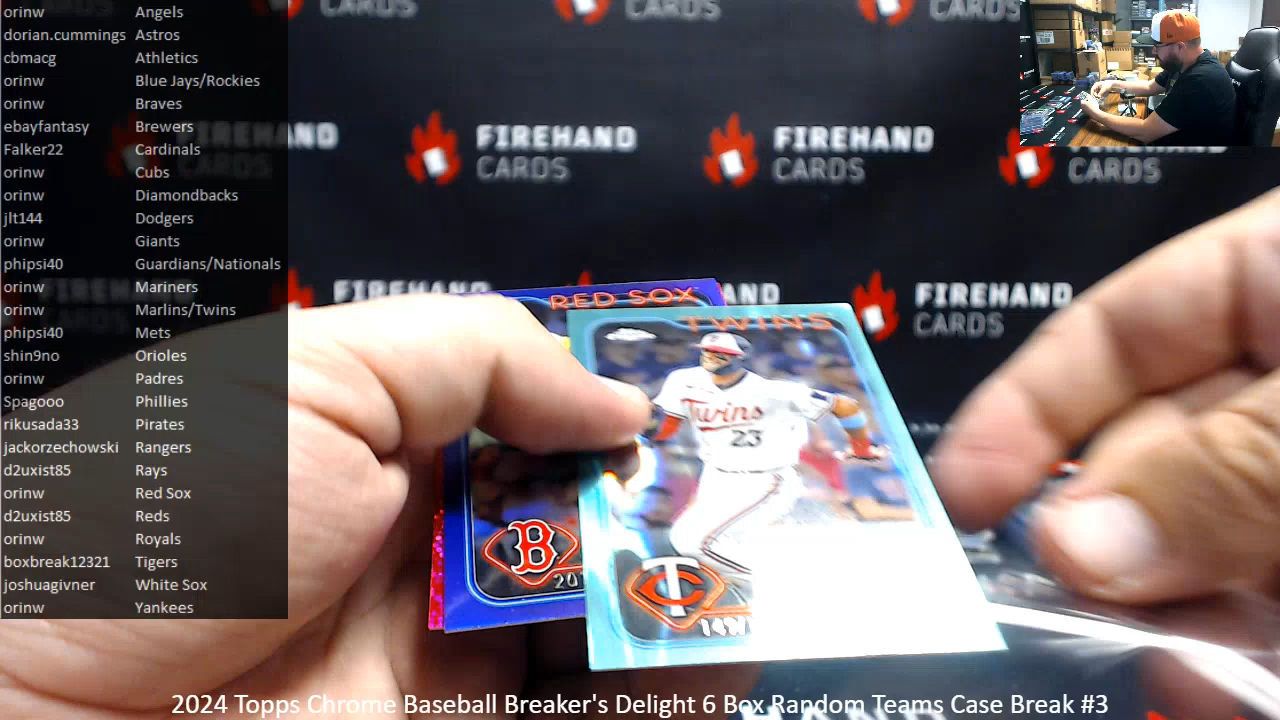 orinw Angels
dorian.cummings Astros
cbmacg Athletics
orinw Blue Jays/Rockies
orinw Braves
ebayfantasy Brewers
Falker22 Cardinals
orinw Cubs
orinw Diamondbacks
jlt144 Dodgers
orinw Giants
phipsi40 Guardians/Nationals
orinw Mariners
orinw Marlins/Twins
phipsi40 Mets
shin9no Orioles
orinw Padres
Spagooo Phillies
rikusada33 Pirates
jackorzechowski Rangers
d2uxist85 Rays
orinw Red Sox
d2uxist85 Reds
orinw Royals
boxbreak12321 Tigers
joshuagivner White Sox
orinw Yankees
CARDS
CARDS
CARDS
FIREHAND
CARDS
FIREHAND
CARDS
CARDS
FIREHAND
FIREHAND
CARDS
RED SOX
TWINS
Twins
23
B
TC
2024 Topps Chrome Baseball Breaker's Delight 6 Box Random Teams Case Break #3